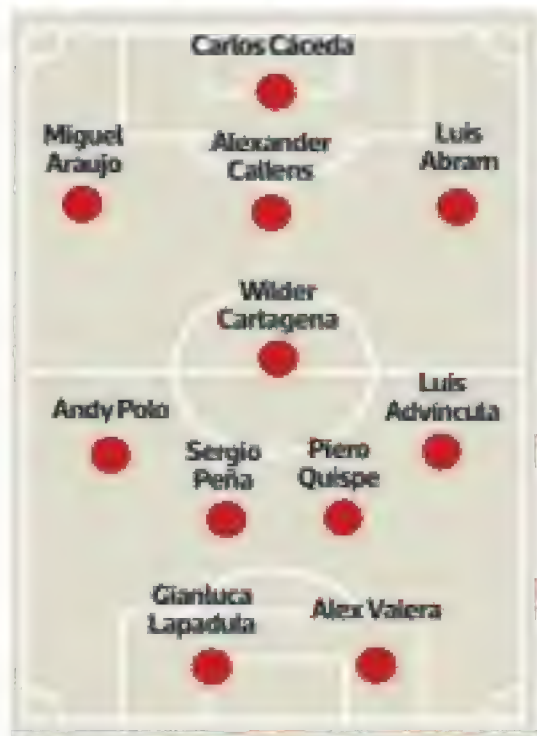 Carlos Cáceda
Miguel
Araujo
Alexander
Callens
Luis
Abram
Wilder
Cartagena
Andy Polo
Luis
Advíncula
Sergio
Peña
Piero
Quispe
Gianluca
Lapadula
Alex Valera